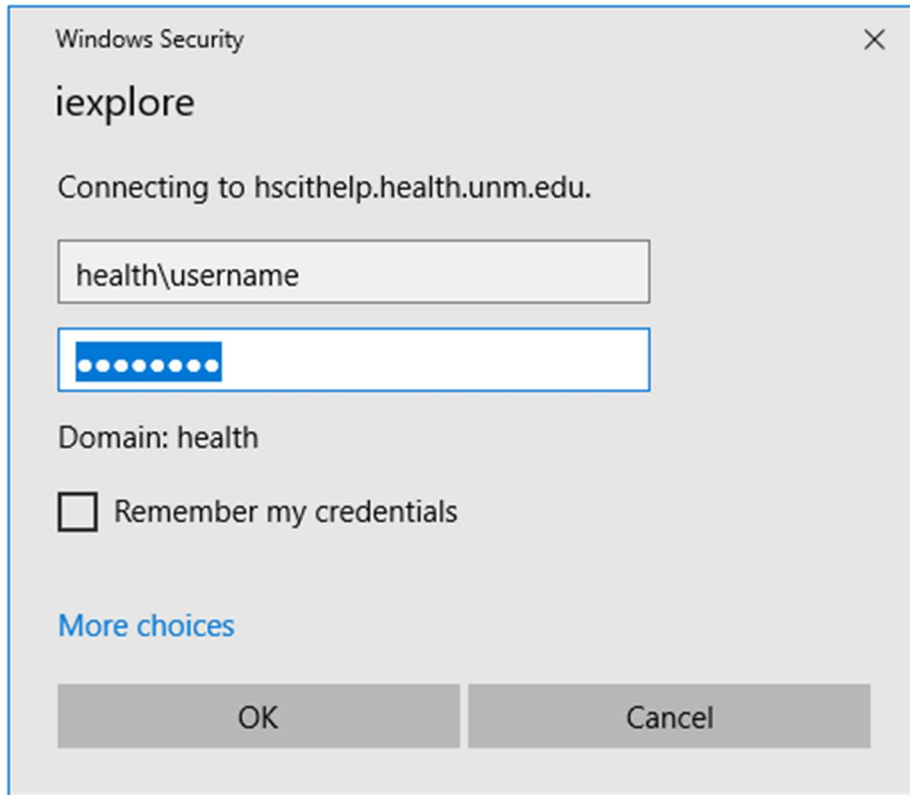 Windows Security
iexplore
Connecting to hscithelp.health.unm.edu.
health\username
••••••••
Domain: health
Remember my credentials
More choices
OK
Cancel